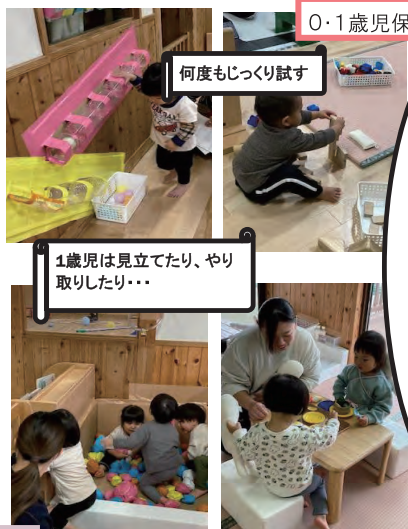 0・1歳児保
何度もじっくり試す
1歳児は見立てたり、やり
取りしたり・・・